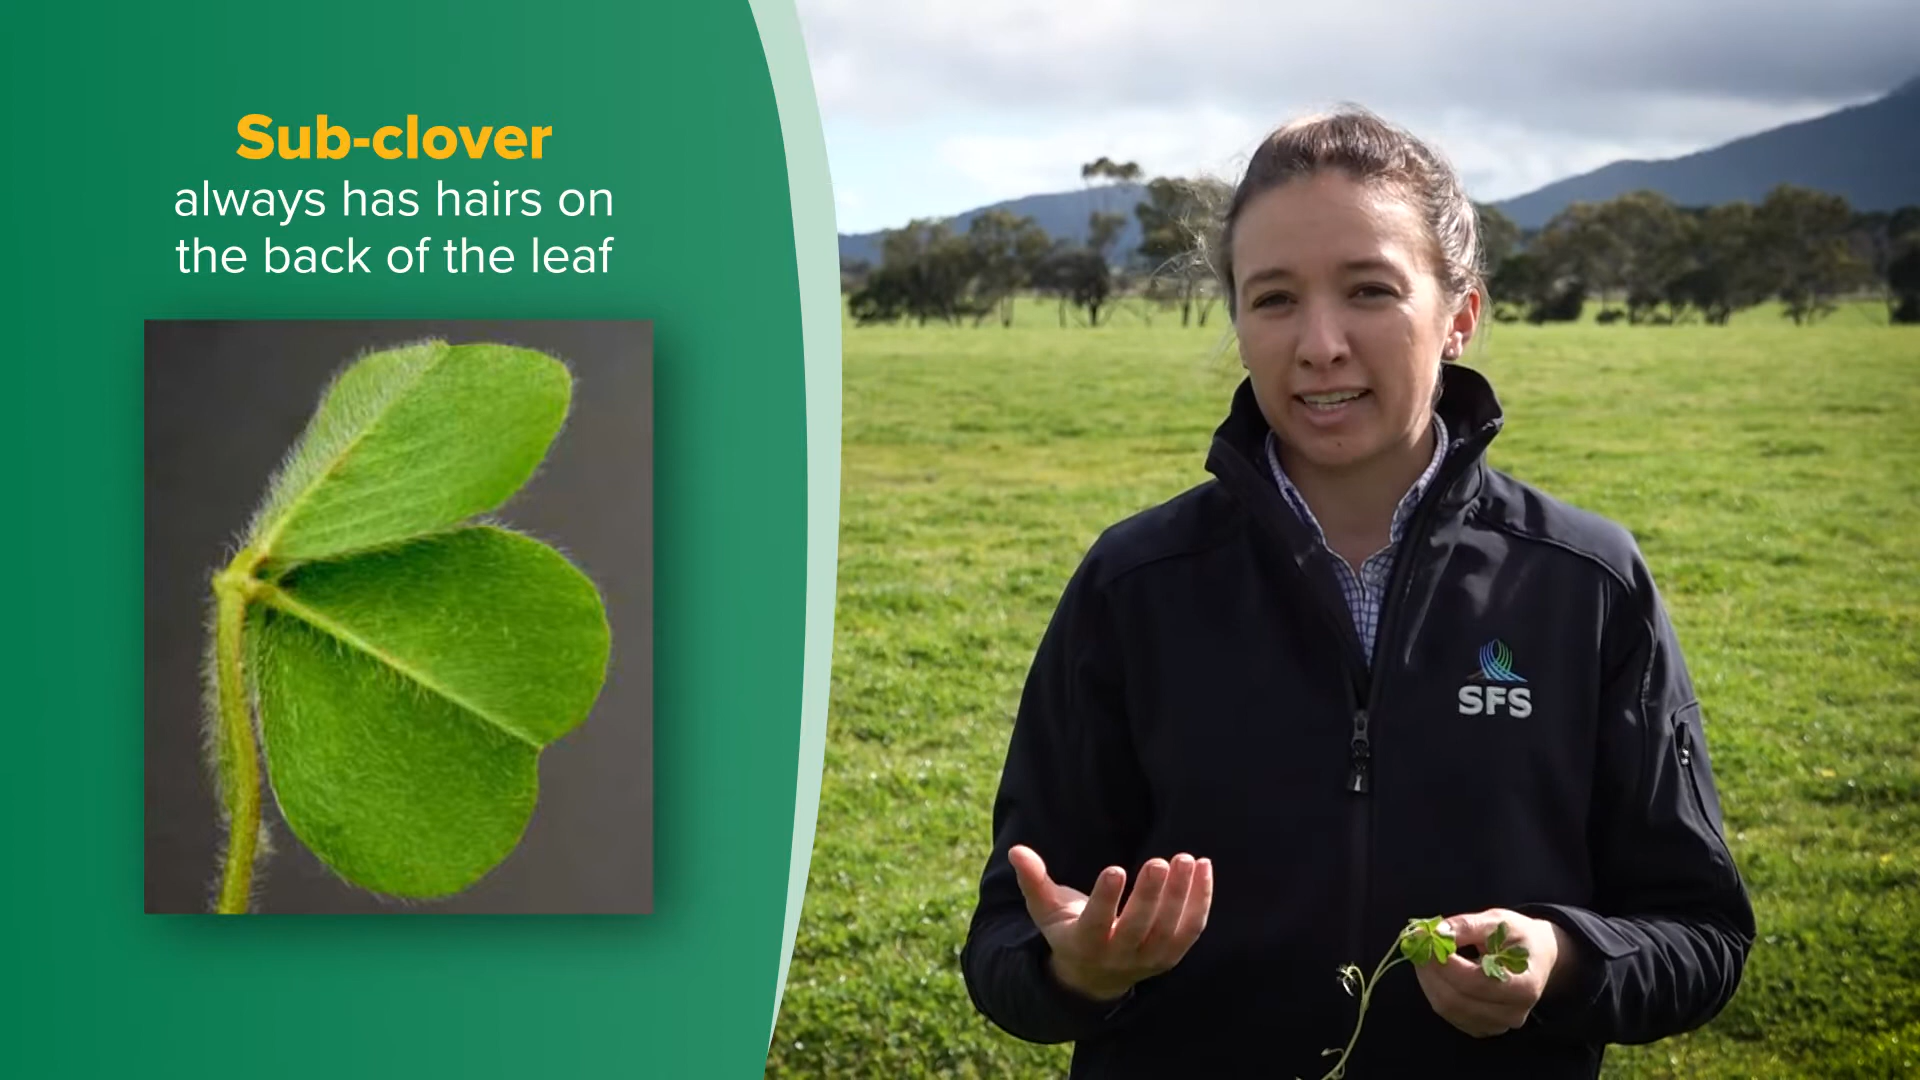 Sub-clover
always has hairs on
the back of the leaf
SFS